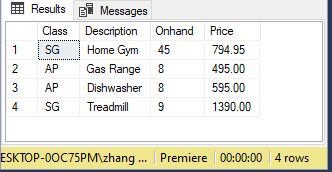 Results Messages
Class Description Onhand Price
1 SG Home Gym 45 794.95
2 AP Gas Range 8 495.00
3 AP Dishwasher 8 595.00
4 SG Treadmill 9 1390.00
ESKTOP-0OC75PM\zhang ... Premiere 00:00:00 4 rows